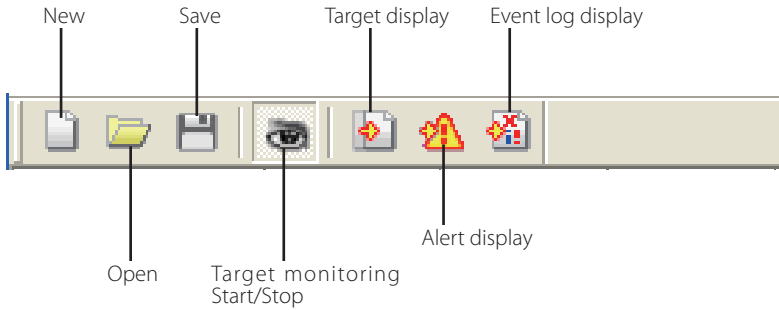 New
Save
Target display
Event log display
Alert display
Open
Target monitoring
Start/Stop